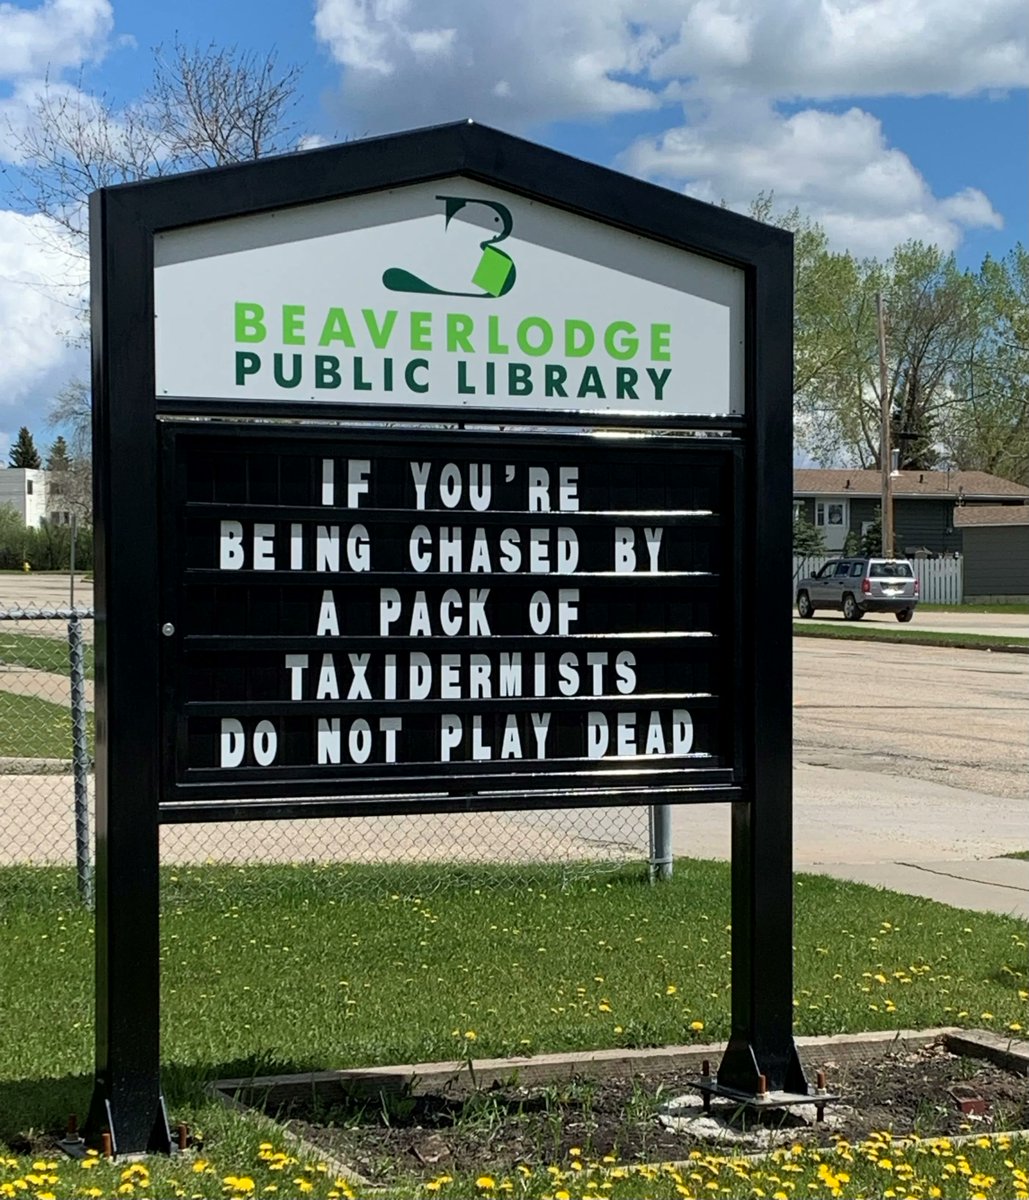 BEAVERLODGE
PUBLIC LIBRARY
IF YOU'RE
BEING CHASED BY
A PACK OF
TAXIDERMISTS
DO NOT PLAY DEAD